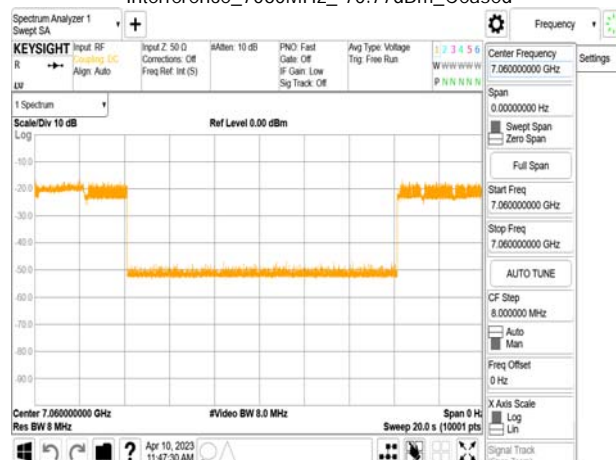 Spectrum Analyzer 1
Swept SA
Frequency
Settings
KEYSIGHT
R
Input: RF
Coupling: DC
Align: Auto
Input Z: 50 Ω
Corrections: Off
Freq Ref: Int (S)
#Atten: 10 dB
PNO: Fast
Gate: Off
IF Gain: Low
Sig Track: Off
Avg Type: Voltage
Trig: Free Run
1 2 3 4 5 6
W W W W W W
P N N N N N
1 Spectrum
Scale/Div 10 dB
Ref Level 0.00 dBm
Log
-10.0
-20.0
-30.0
-40.0
-50.0
-60.0
-70.0
-80.0
-90.0
Center 7.060000000 GHz
#Video BW 8.0 MHz
Span 0 Hz
Res BW 8 MHz
Sweep 20.0 s (10001 pts
Apr 10, 2023
11:47:30 AM
Center Frequency
7.060000000 GHz
Span
0.00000000 Hz
Swept Span
Zero Span
Full Span
Start Freq
7.060000000 GHz
Stop Freq
7.060000000 GHz
AUTO TUNE
CF Step
8.000000 MHz
Auto
Man
Freq Offset
0 Hz
X Axis Scale
Log
Lin
Signal Track